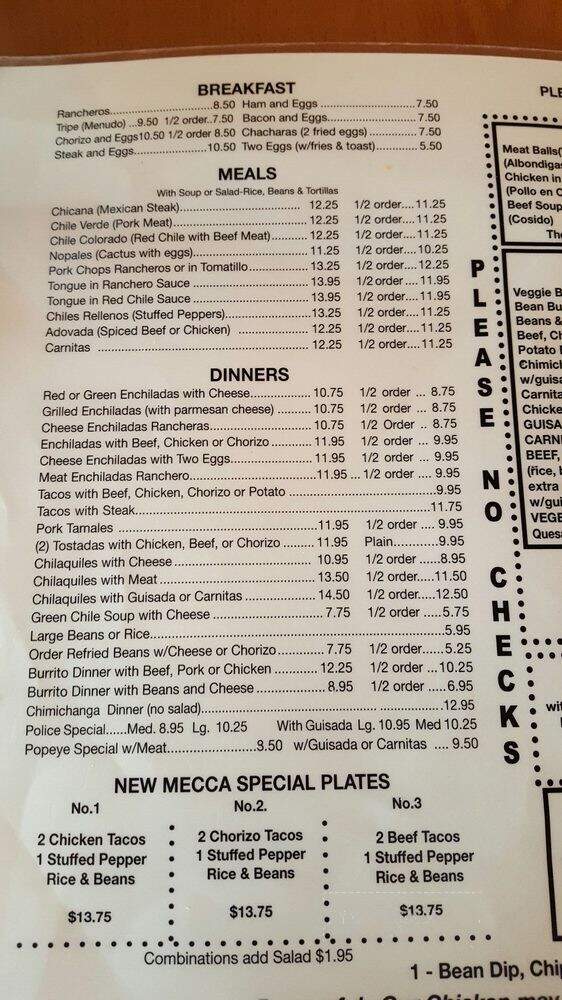 BREAKFAST
Rancheros..............................8.50 Ham and Eggs ........................7.50
Tripe (Menudo) ...9.50 1/2 order..7.50 Bacon and Eggs......................7.50
Chorizo and Eggs10.50 1/2 order 8.50 Chacharas (2 fried eggs) ............7.50
Steak and Eggs......................10.50 Two Eggs (w/fries & toast)...........5.50
MEALS
With Soup or Salad-Rice, Beans & Tortillas
Chicana (Mexican Steak)................................ 12.25 1/2 order....11.25
Chile Verde (Pork Meat).................................. 12.25 1/2 order....11.25
Chile Colorado (Red Chile with Beef Meat)............ 12.25 1/2 order....11.25
Nopales (Cactus with eggs)............................. 11.25 1/2 order....10.25
Pork Chops Rancheros or in Tomatillo................ 13.25 1/2 order....12.25
Tongue in Ranchero Sauce ............................. 13.95 1/2 order....11.95
Tongue in Red Chile Sauce ............................. 13.95 1/2 order....11.95
Chiles Rellenos (Stuffed Peppers)......................13.25 1/2 order....11.25
Adovada (Spiced Beef or Chicken) .................... 12.25 1/2 order....11.25
Carnitas .................................................... 12.25 1/2 order....11.25
DINNERS
Red or Green Enchiladas with Cheese............... 10.75 1/2 order ... 8.75
Grilled Enchiladas (with parmesan cheese) ......... 10.75 1/2 order ... 8.75
Cheese Enchiladas Rancheras......................... 10.75 1/2 Order .. 8.75
Enchiladas with Beef, Chicken or Chorizo ........... 11.95 1/2 order ... 9.95
Cheese Enchiladas with Two Eggs.................... 11.95 1/2 order ... 9.95
Meat Enchiladas Ranchero..............................11.95 ... 1/2 order .... 9.95
Tacos with Beef, Chicken, Chorizo or Potato ...................................9.95
Tacos with Steak......................................................................11.75
Pork Tamales .............................................11.95 1/2 order .... 9.95
(2) Tostadas with Chicken, Beef, or Chorizo ......... 11.95 Plain............9.95
Chilaquiles with Cheese................................. 10.95 1/2 order ......8.95
Chilaquiles with Meat.................................... 13.50 1/2 order.....11.50
Chilaquiles with Guisada or Carnitas .................. 14.50 1/2 order.....12.50
Green Chile Soup with Cheese ......................... 7.75 1/2 order .....5.75
Large Beans or Rice...................................................................5.95
Order Refried Beans w/Cheese or Chorizo............ 7.75 1/2 order......5.25
Burrito Dinner with Beef, Pork or Chicken ............ 12.25 1/2 order ...10.25
Burrito Dinner with Beans and Cheese ................. 8.95 1/2 order .....6.95
Chimichanga Dinner (no salad)....................................................12.95
Police Special......Med. 8.95 Lg. 10.25 With Guisada Lg. 10.95 Med 10.25
Popeye Special w/Meat......................8.50 w/Guisada or Carnitas .... 9.50
NEW MECCA SPECIAL PLATES
No.1 No.2. No.3
2 Chicken Tacos 2 Chorizo Tacos 2 Beef Tacos
1 Stuffed Pepper 1 Stuffed Pepper 1 Stuffed Pepper
Rice & Beans Rice & Beans Rice & Beans
$13.75 $13.75 $13.75
Combinations add Salad $1.95
PLEASE NO CHECKS
Meat Balls
(Albondigas
Chicken in
(Pollo en
Beef Soup
(Cosido)
Veggie
Bean
Beans &
Beef,
Potato
w/guisa
Carnita
Chicke
GUISA
CARNI
BEEF,
(rice,
extra
w/gui
VEGE
Ques
1 - Bean Dip,